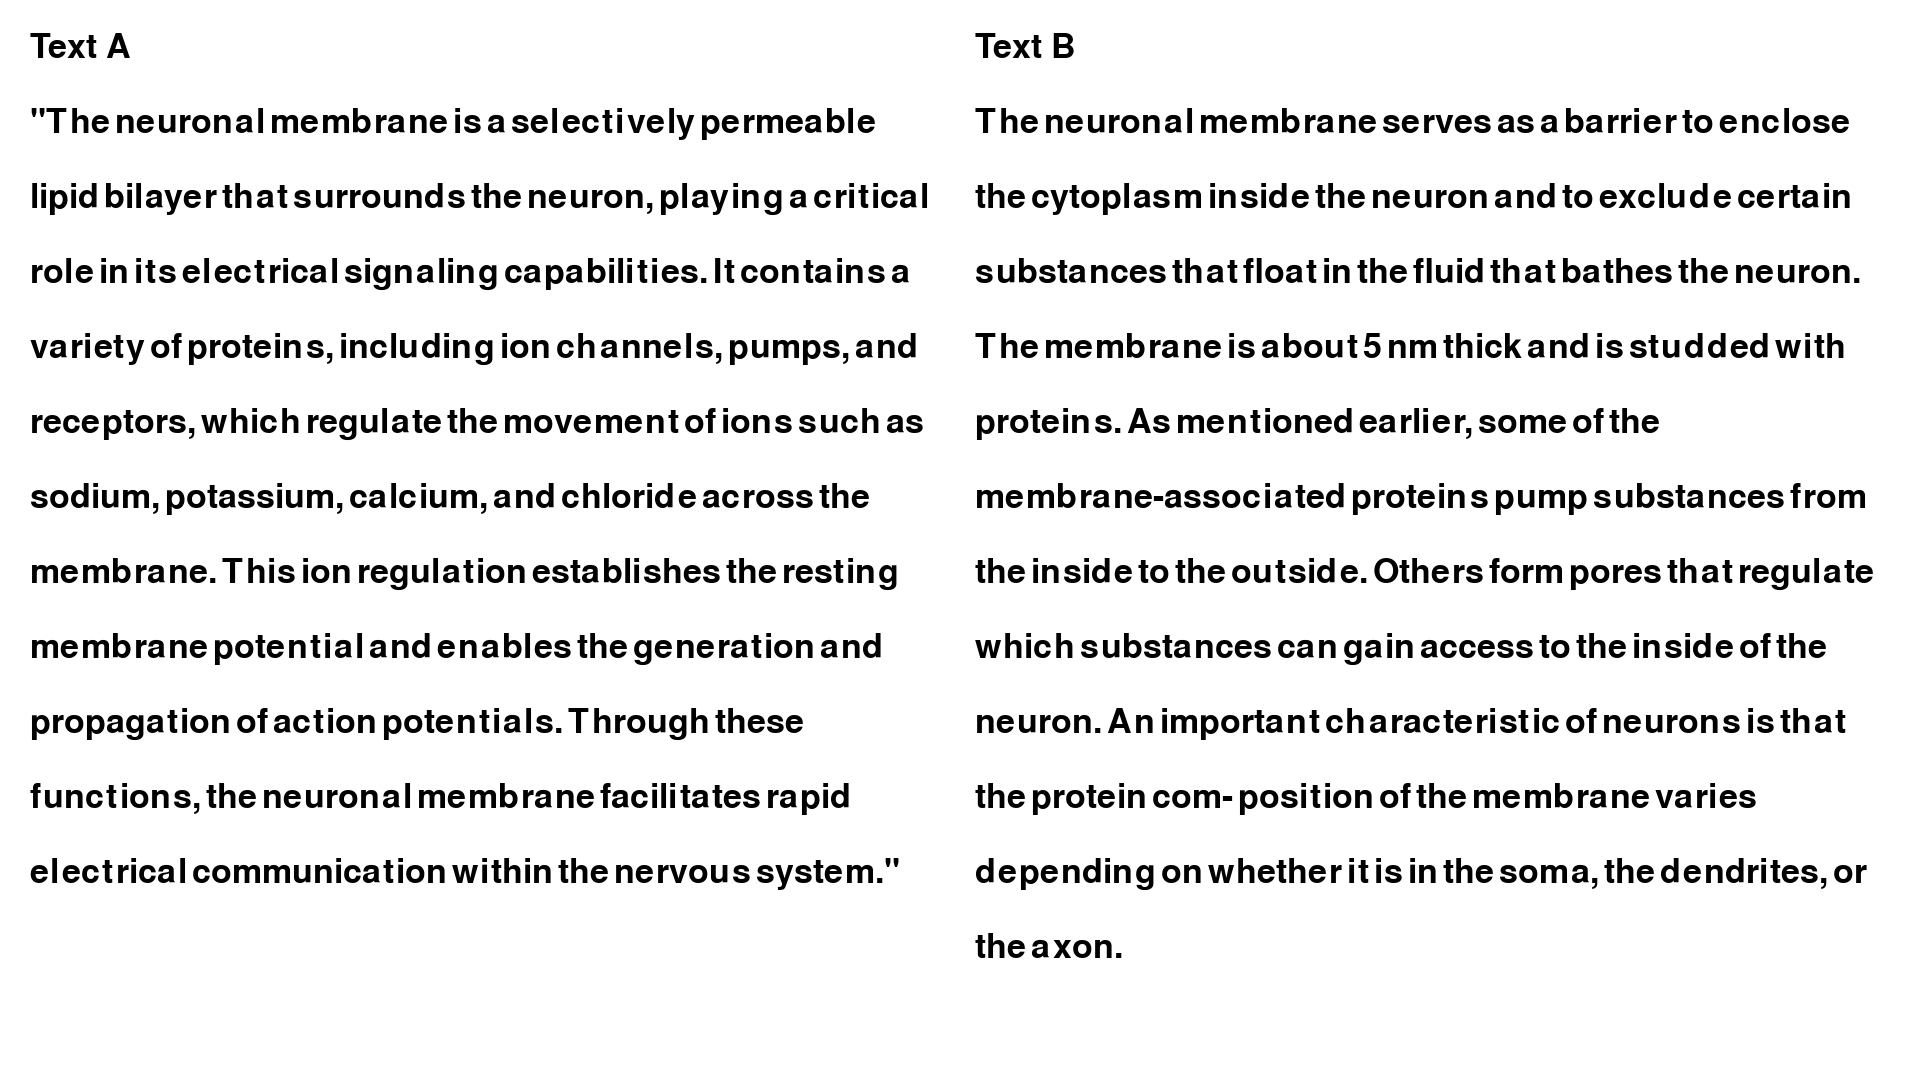 Text A
"The neuronal membrane is a selectively permeable
lipid bilayer that surrounds the neuron, playing a critical
role in its electrical signaling capabilities. It contains a
variety of proteins, including ion channels, pumps, and
receptors, which regulate the movement of ions such as
sodium, potassium, calcium, and chloride across the
membrane. This ion regulation establishes the resting
membrane potential and enables the generation and
propagation of action potentials. Through these
functions, the neuronal membrane facilitates rapid
electrical communication within the nervous system."
Text B
The neuronal membrane serves as a barrier to enclose
the cytoplasm inside the neuron and to exclude certain
substances that float in the fluid that bathes the neuron.
The membrane is about 5 nm thick and is studded with
proteins. As mentioned earlier, some of the
membrane-associated proteins pump substances from
the inside to the outside. Others form pores that regulate
which substances can gain access to the inside of the
neuron. An important characteristic of neurons is that
the protein com- position of the membrane varies
depending on whether it is in the soma, the dendrites, or
the axon.